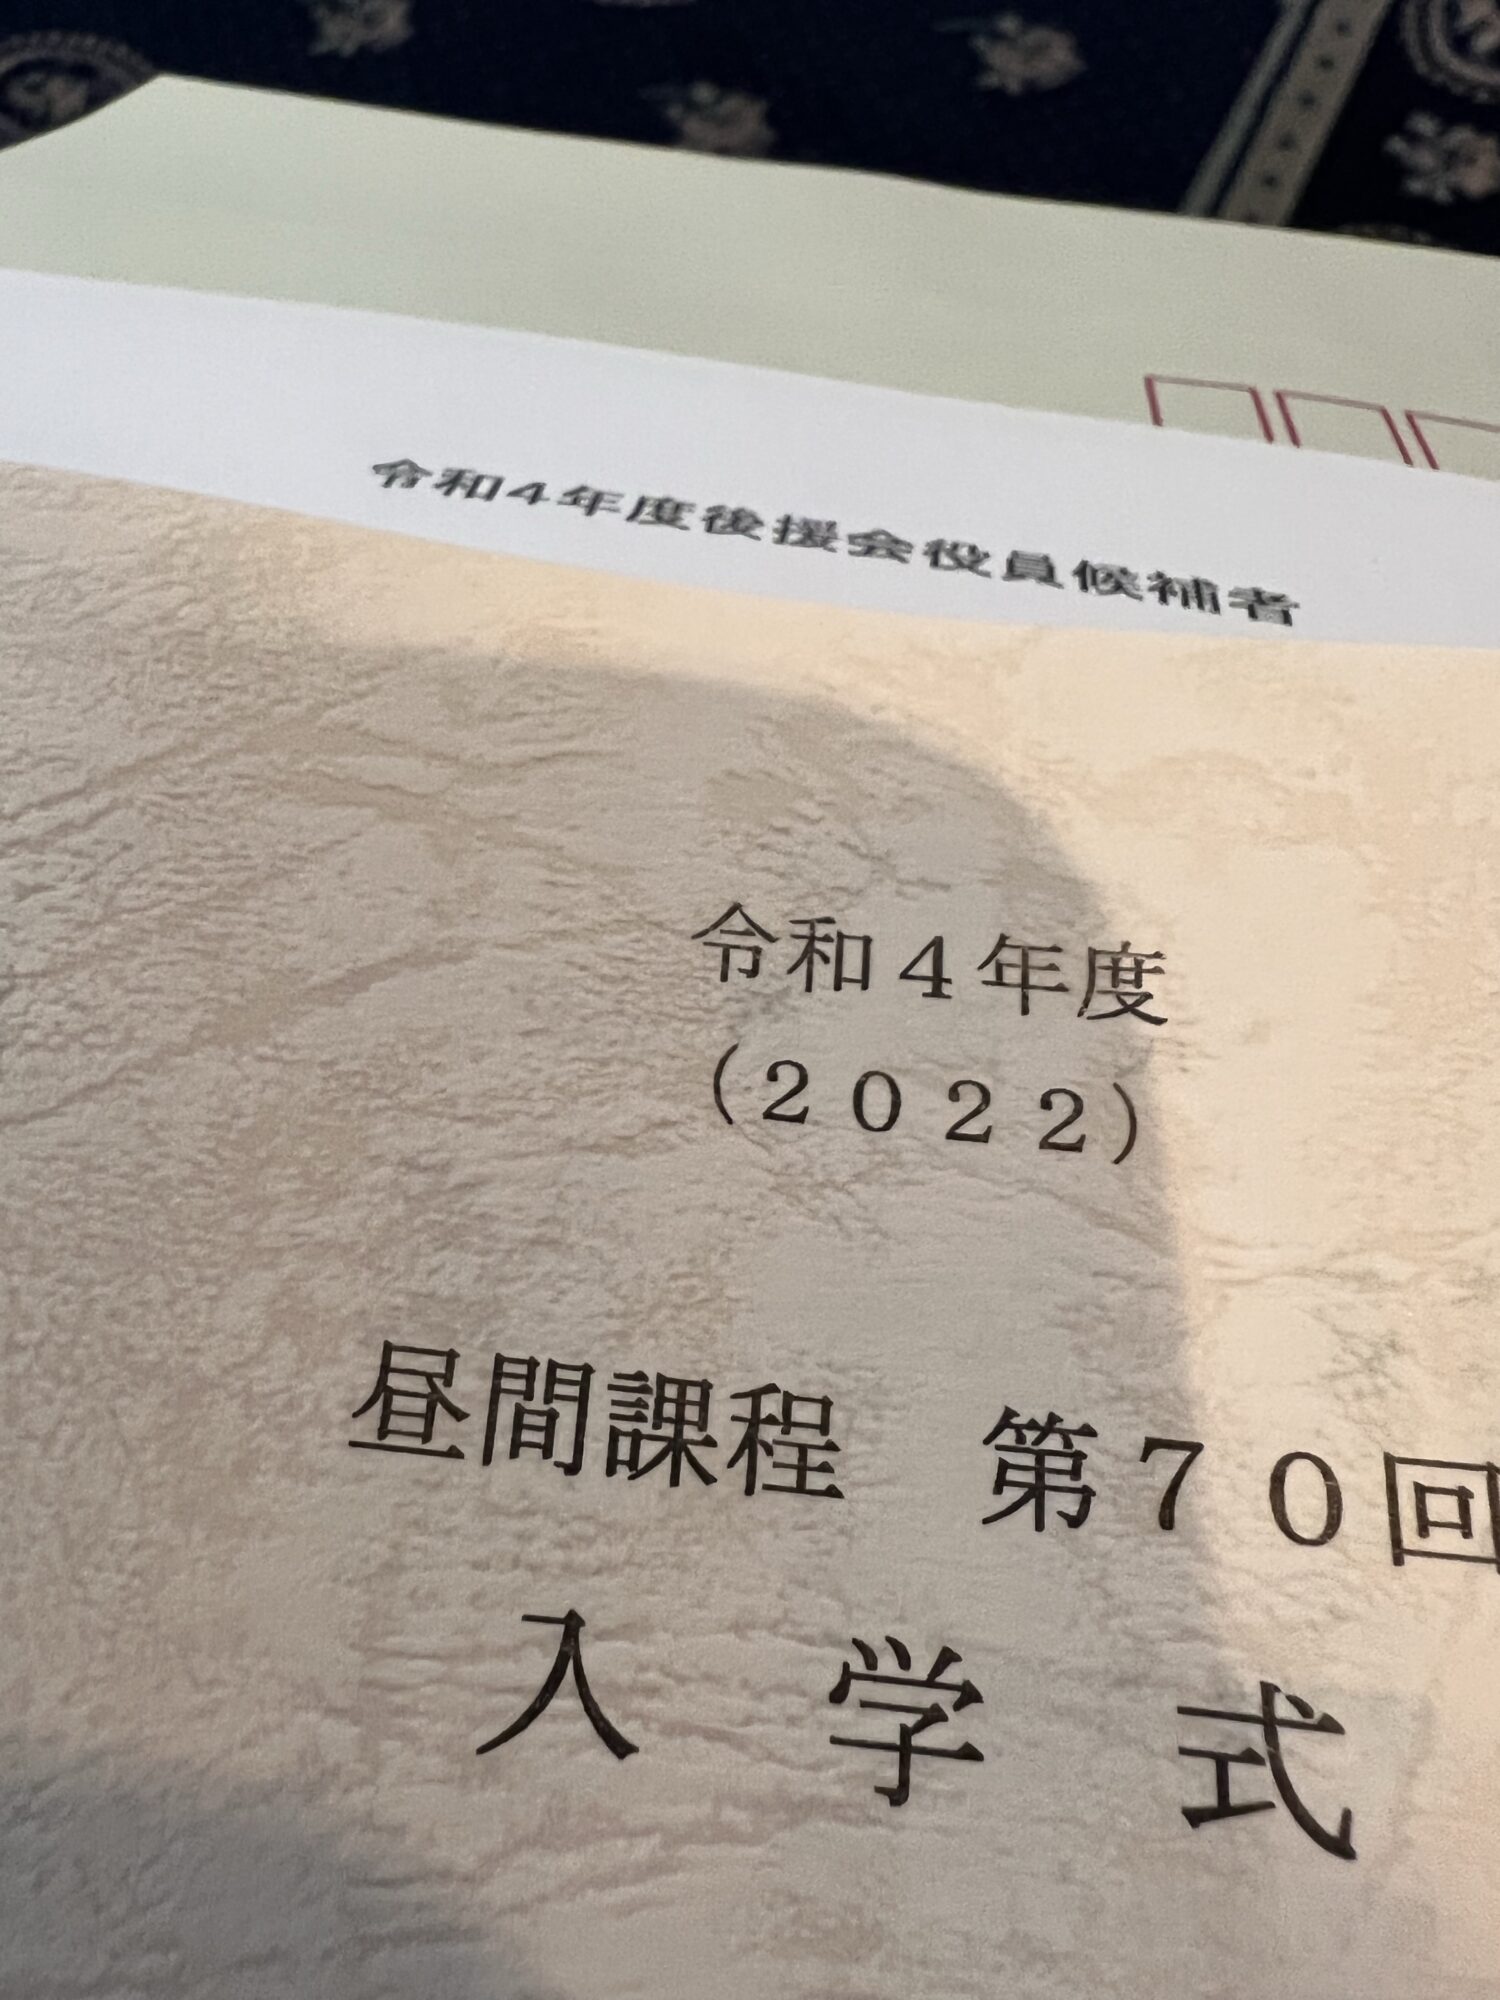 令和4年度後援会役員候補者
令和４年度
（２０２２）
昼間課程　第７０回
入　学　式